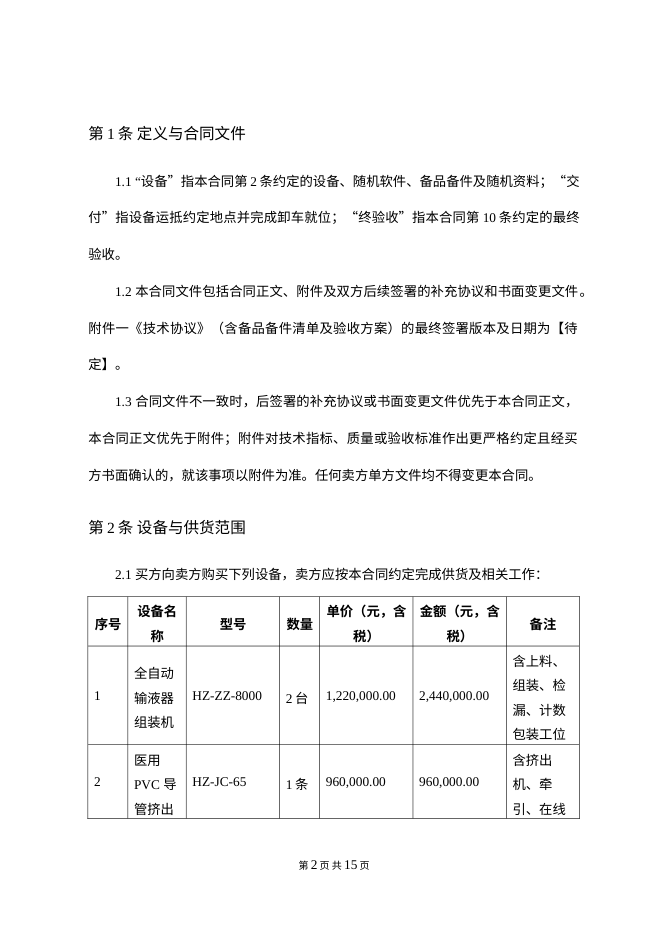 第 1 条 定义与合同文件
1.1 “设备”指本合同第 2 条约定的设备、随机软件、备品备件及随机资料；“交
付”指设备运抵约定地点并完成卸车就位；“终验收”指本合同第 10 条约定的最终
验收。
1.2 本合同文件包括合同正文、附件及双方后续签署的补充协议和书面变更文件。
附件一《技术协议》（含备品备件清单及验收方案）的最终签署版本及日期为【待
定】。
1.3 合同文件不一致时，后签署的补充协议或书面变更文件优先于本合同正文，
本合同正文优先于附件；附件对技术指标、质量或验收标准作出更严格约定且经买
方书面确认的，就该事项以附件为准。任何卖方单方文件均不得变更本合同。
第 2 条 设备与供货范围
2.1 买方向卖方购买下列设备，卖方应按本合同约定完成供货及相关工作：
序号 设备名称 型号 数量 单价（元，含税） 金额（元，含税） 备注
1 全自动输液器组装机 HZ-ZZ-8000 2 台 1,220,000.00 2,440,000.00 含上料、组装、检漏、计数包装工位
2 医用 PVC 导管挤出 HZ-JC-65 1 条 960,000.00 960,000.00 含挤出机、牵引、在线
第 2 页 共 15 页